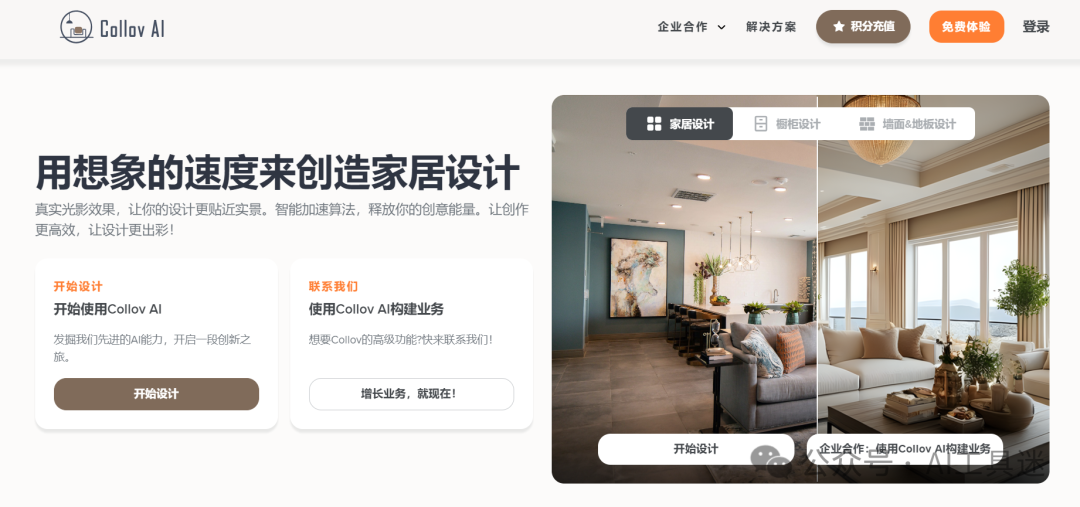 Collov AI
企业合作
解决方案
积分充值
免费体验
登录
用想象的速度来创造家居设计
真实光影效果，让你的设计更贴近实景。智能加速算法，释放你的创意能量。让创作
更高效，让设计更出彩！
开始设计
开始使用Collov AI
发掘我们先进的AI能力，开启一段创新之
旅。
开始设计
联系我们
使用Collov AI构建业务
想要Collov的高级功能?快来联系我们！
增长业务，就现在！
家居设计
橱柜设计
墙面&地板设计
开始设计
企业合作：使用Collov AI构建业务
公众号 · AI工具迷